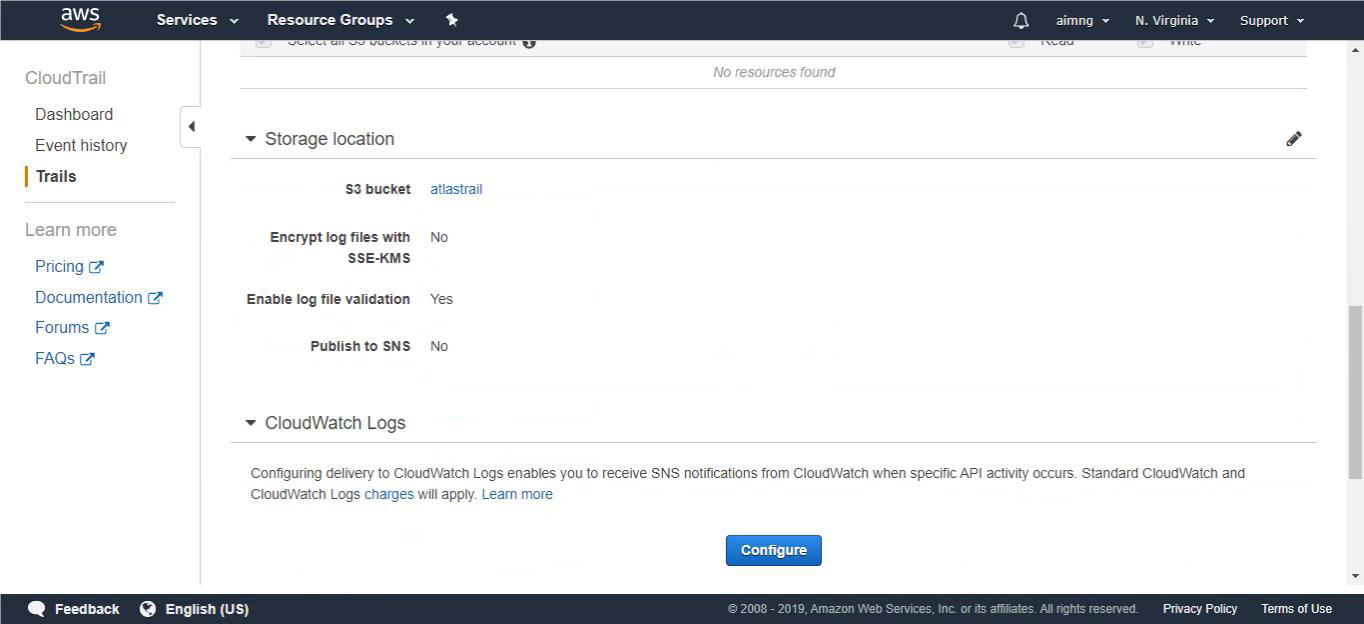 aws
Services
Resource Groups
aimng
N. Virginia
Support
CloudTrail
Dashboard
Event history
Trails
Learn more
Pricing
Documentation
Forums
FAQs
Select all S3 buckets in your account
Read
Write
No resources found
Storage location
S3 bucket atlastrail
Encrypt log files with No
SSE-KMS
Enable log file validation Yes
Publish to SNS No
CloudWatch Logs
Configuring delivery to CloudWatch Logs enables you to receive SNS notifications from CloudWatch when specific API activity occurs. Standard CloudWatch and
CloudWatch Logs charges will apply. Learn more
Configure
Feedback
English (US)
© 2008 - 2019, Amazon Web Services, Inc. or its affiliates. All rights reserved.
Privacy Policy
Terms of Use